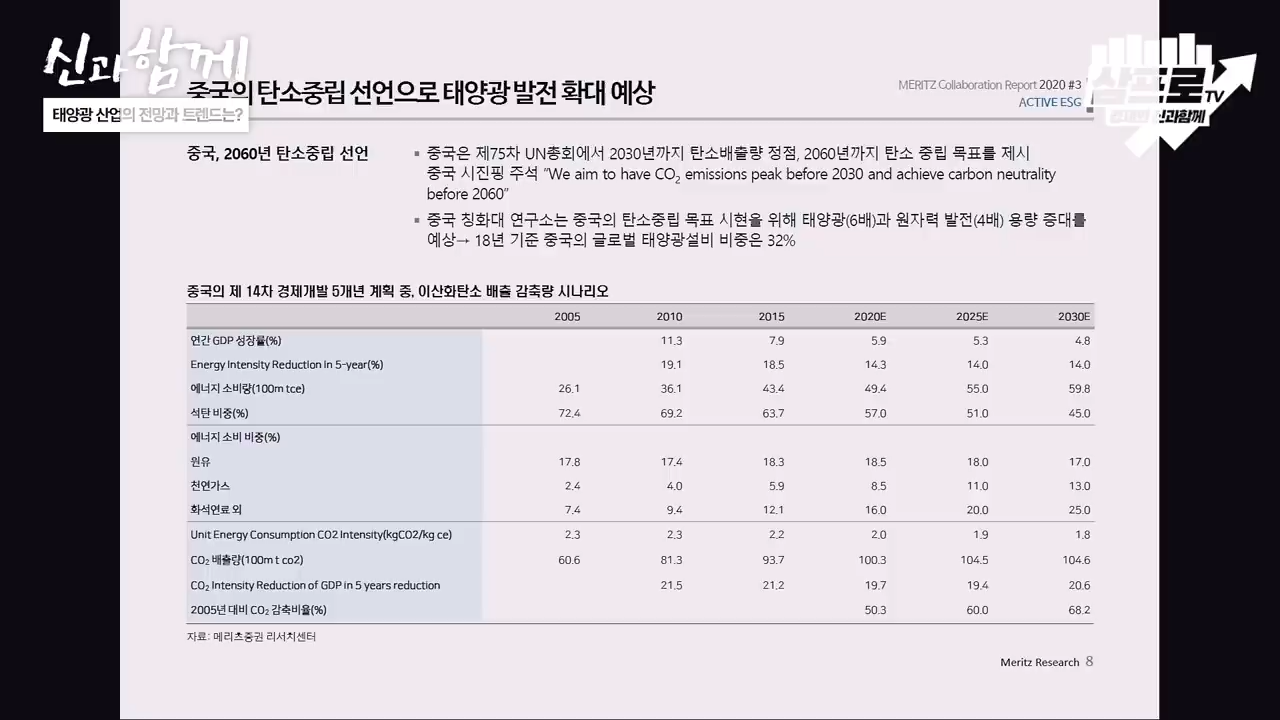 신과함께
태양광 산업의 전망과 트렌드는?
삼프로TV
경제의 신과함께
중국의 탄소중립 선언으로 태양광 발전 확대 예상
MERITZ Collaboration Report 2020 #3
ACTIVE ESG
중국, 2060년 탄소중립 선언
▪ 중국은 제75차 UN총회에서 2030년까지 탄소배출량 정점, 2060년까지 탄소 중립 목표를 제시
중국 시진핑 주석 "We aim to have CO₂ emissions peak before 2030 and achieve carbon neutrality
before 2060"
▪ 중국 칭화대 연구소는 중국의 탄소중립 목표 시현을 위해 태양광(6배)과 원자력 발전(4배) 용량 증대를
예상→ 18년 기준 중국의 글로벌 태양광설비 비중은 32%
중국의 제 14차 경제개발 5개년 계획 중, 이산화탄소 배출 감축량 시나리오
2005 2010 2015 2020E 2025E 2030E
연간 GDP 성장률(%) 11.3 7.9 5.9 5.3 4.8
Energy Intensity Reduction in 5-year(%) 19.1 18.5 14.3 14.0 14.0
에너지 소비량(100m tce) 26.1 36.1 43.4 49.4 55.0 59.8
석탄 비중(%) 72.4 69.2 63.7 57.0 51.0 45.0
에너지 소비 비중(%)
원유 17.8 17.4 18.3 18.5 18.0 17.0
천연가스 2.4 4.0 5.9 8.5 11.0 13.0
화석연료 외 7.4 9.4 12.1 16.0 20.0 25.0
Unit Energy Consumption CO2 Intensity(kgCO2/kg ce) 2.3 2.3 2.2 2.0 1.9 1.8
CO₂ 배출량(100m t co2) 60.6 81.3 93.7 100.3 104.5 104.6
CO₂ Intensity Reduction of GDP in 5 years reduction 21.5 21.2 19.7 19.4 20.6
2005년 대비 CO₂ 감축비율(%) 50.3 60.0 68.2
자료: 메리츠증권 리서치센터
Meritz Research 8